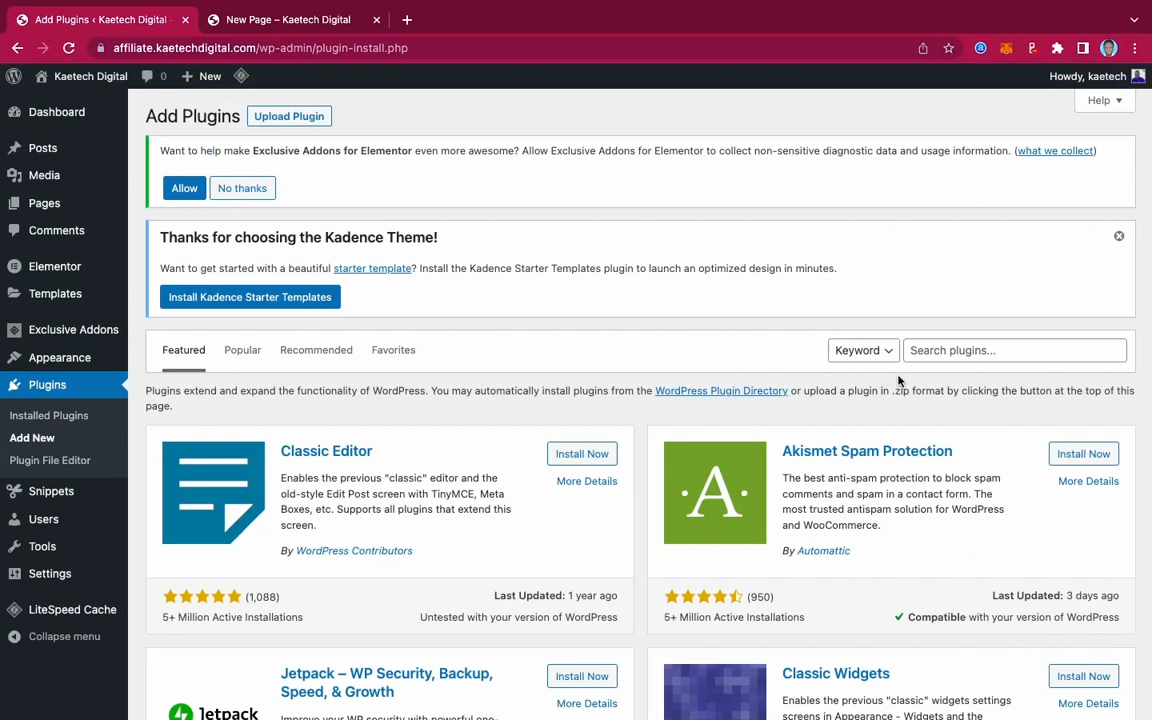 Add Plugins ‹ Kaetech Digital
New Page – Kaetech Digital
affiliate.kaetechdigital.com/wp-admin/plugin-install.php
Kaetech Digital
0
New
Howdy, kaetech
Dashboard
Posts
Media
Pages
Comments
Elementor
Templates
Exclusive Addons
Appearance
Plugins
Installed Plugins
Add New
Plugin File Editor
Snippets
Users
Tools
Settings
LiteSpeed Cache
Collapse menu
Help
Add Plugins
Upload Plugin
Want to help make Exclusive Addons for Elementor even more awesome? Allow Exclusive Addons for Elementor to collect non-sensitive diagnostic data and usage information. (what we collect)
Allow
No thanks
Thanks for choosing the Kadence Theme!
Want to get started with a beautiful starter template? Install the Kadence Starter Templates plugin to launch an optimized design in minutes.
Install Kadence Starter Templates
Featured
Popular
Recommended
Favorites
Keyword
Search plugins...
Plugins extend and expand the functionality of WordPress. You may automatically install plugins from the WordPress Plugin Directory or upload a plugin in .zip format by clicking the button at the top of this
page.
Classic Editor
Install Now
More Details
Enables the previous "classic" editor and the
old-style Edit Post screen with TinyMCE, Meta
Boxes, etc. Supports all plugins that extend this
screen.
By WordPress Contributors
(1,088)
Last Updated: 1 year ago
5+ Million Active Installations
Untested with your version of WordPress
A
Akismet Spam Protection
Install Now
More Details
The best anti-spam protection to block spam
comments and spam in a contact form. The
most trusted antispam solution for WordPress
and WooCommerce.
By Automattic
(950)
Last Updated: 3 days ago
5+ Million Active Installations
Compatible with your version of WordPress
Jetpack
Jetpack – WP Security, Backup,
Speed, & Growth
Install Now
More Details
Improve your WP security with powerful one-
Classic Widgets
Install Now
More Details
Enables the previous "classic" widgets settings
screens in Appearance - Widgets and the